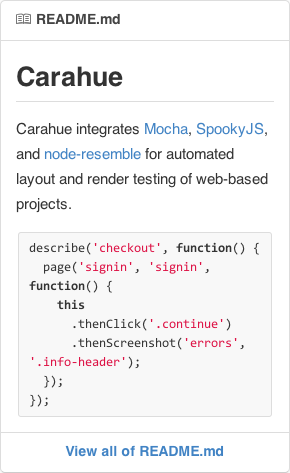 README.md
Carahue
Carahue integrates Mocha, SpookyJS,
and node-resemble for automated
layout and render testing of web-based
projects.
describe('checkout', function() {
  page('signin', 'signin',
function() {
    this
      .thenClick('.continue')
      .thenScreenshot('errors',
'.info-header');
  });
});
View all of README.md